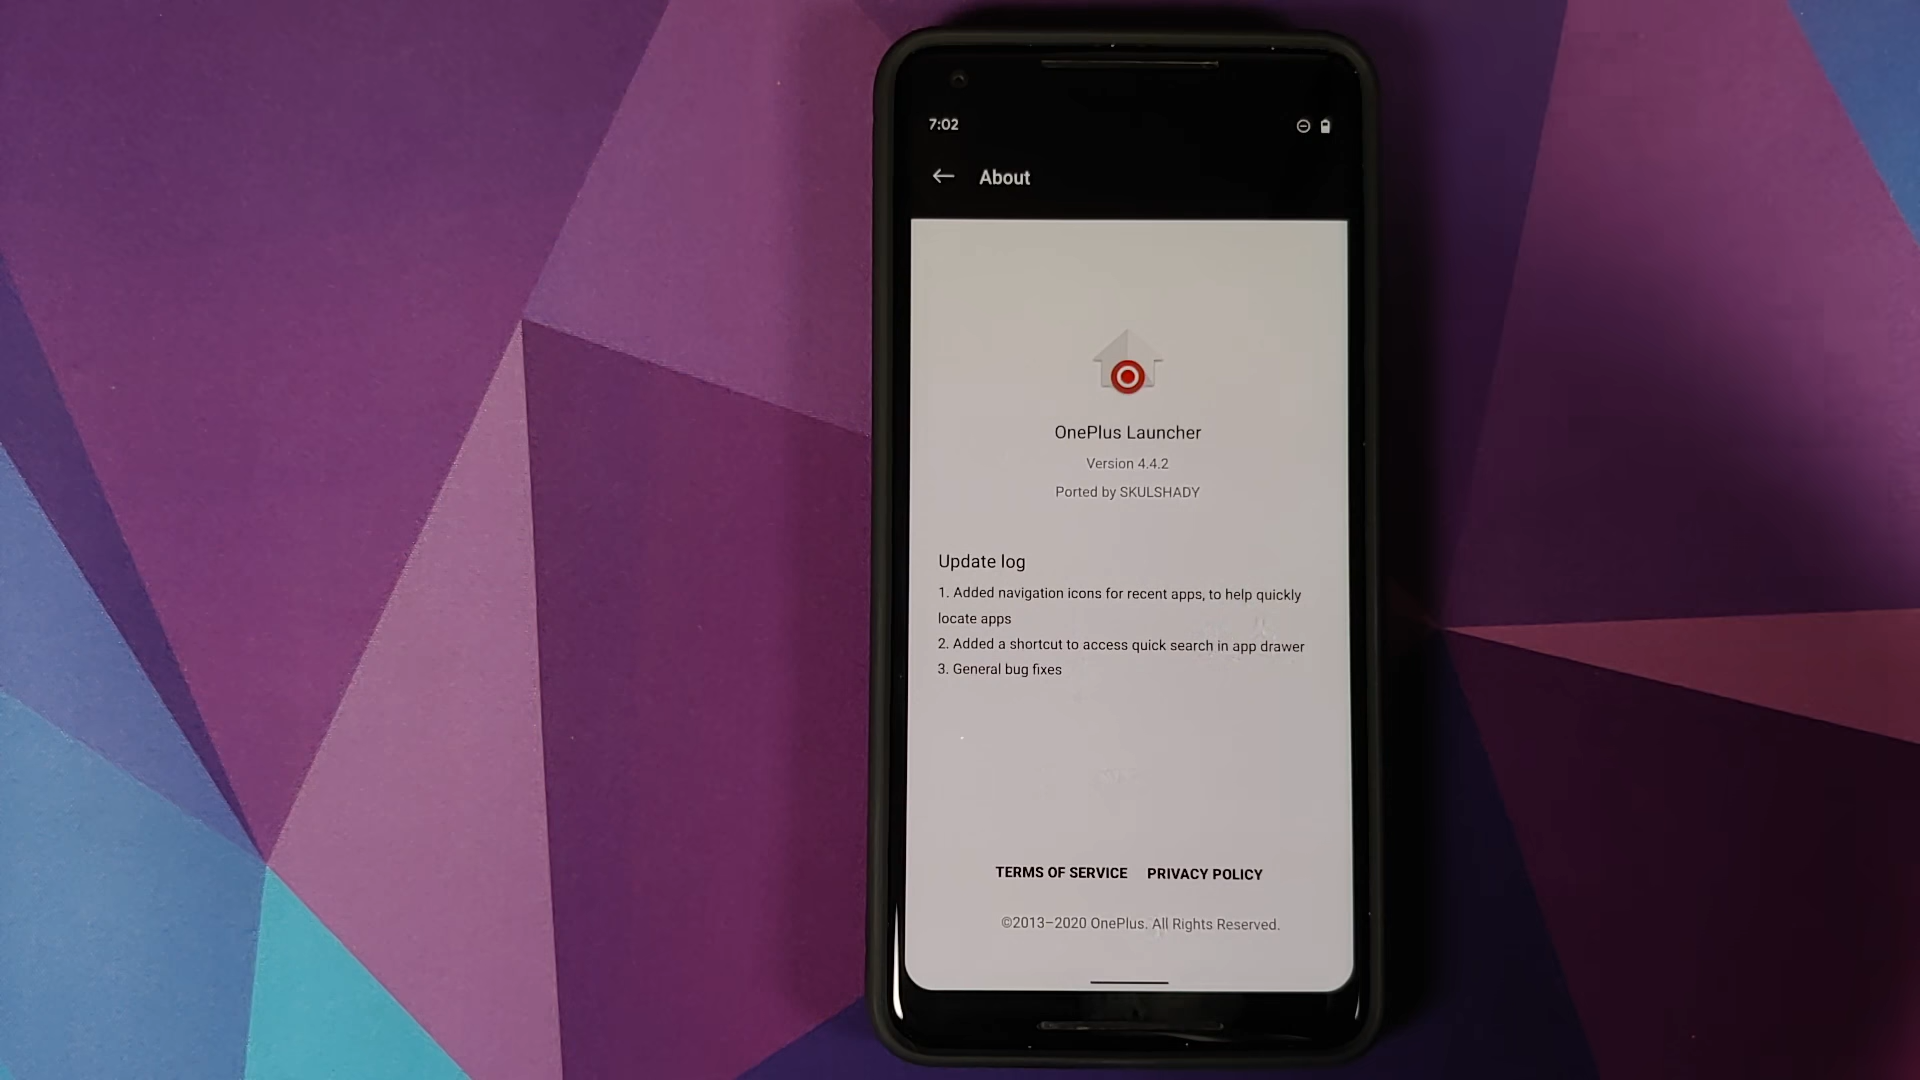 7:02
About
OnePlus Launcher
Version 4.4.2
Ported by SKULSHADY
Update log
1. Added navigation icons for recent apps, to help quickly
locate apps
2. Added a shortcut to access quick search in app drawer
3. General bug fixes
TERMS OF SERVICE PRIVACY POLICY
©2013–2020 OnePlus. All Rights Reserved.